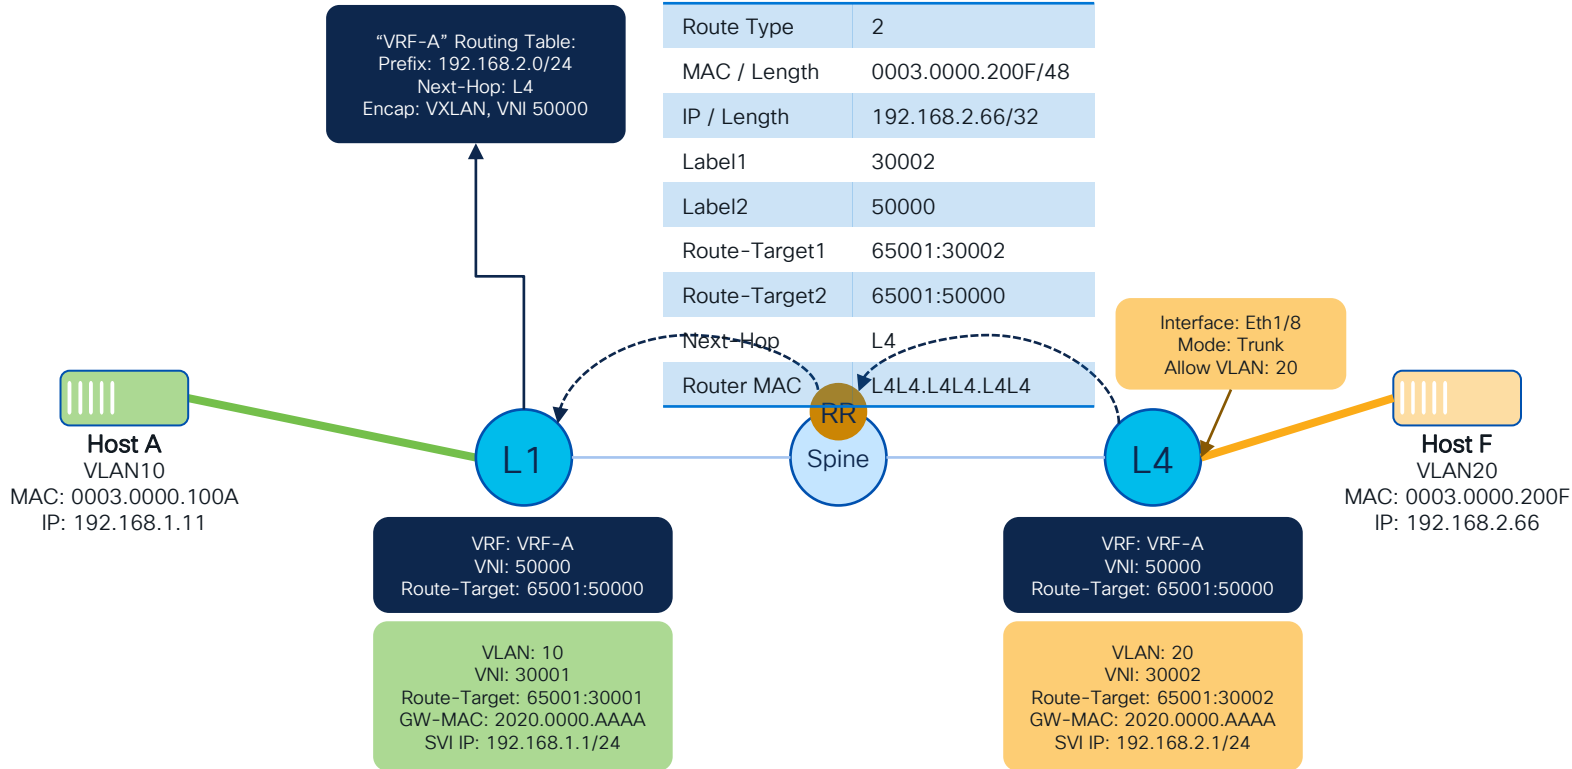 “VRF-A” Routing Table:
Prefix: 192.168.2.0/24
Next-Hop: L4
Encap: VXLAN, VNI 50000
Route Type 2
MAC / Length 0003.0000.200F/48
IP / Length 192.168.2.66/32
Label1 30002
Label2 50000
Route-Target1 65001:30002
Route-Target2 65001:50000
Next-Hop L4
Router MAC L4L4.L4L4.L4L4
Interface: Eth1/8
Mode: Trunk
Allow VLAN: 20
Host A
VLAN10
MAC: 0003.0000.100A
IP: 192.168.1.11
L1
RR
Spine
L4
Host F
VLAN20
MAC: 0003.0000.200F
IP: 192.168.2.66
VRF: VRF-A
VNI: 50000
Route-Target: 65001:50000
VLAN: 10
VNI: 30001
Route-Target: 65001:30001
GW-MAC: 2020.0000.AAAA
SVI IP: 192.168.1.1/24
VRF: VRF-A
VNI: 50000
Route-Target: 65001:50000
VLAN: 20
VNI: 30002
Route-Target: 65001:30002
GW-MAC: 2020.0000.AAAA
SVI IP: 192.168.2.1/24